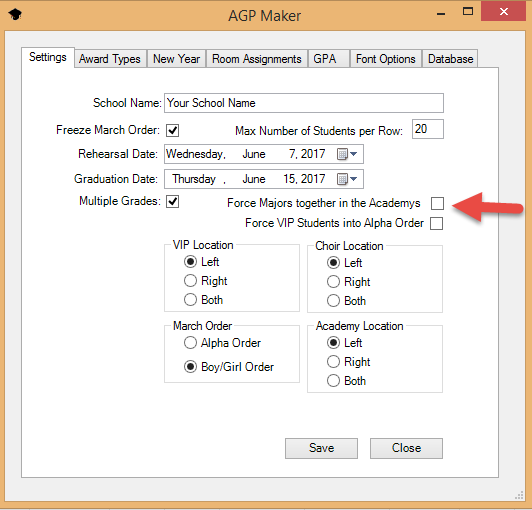 AGP Maker
Settings Award Types New Year Room Assignments GPA Font Options Database
School Name: Your School Name
Freeze March Order: Max Number of Students per Row: 20
Rehearsal Date: Wednesday, June 7, 2017
Graduation Date: Thursday , June 15, 2017
Multiple Grades: Force Majors together in the Academys
Force VIP Students into Alpha Order
VIP Location Choir Location
Left Left
Right Right
Both Both
March Order Academy Location
Alpha Order Left
Boy/Girl Order Right
Both
Save Close